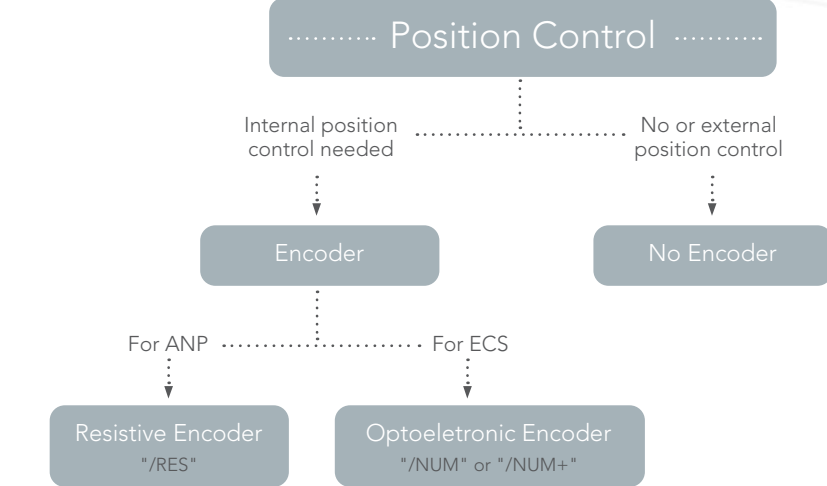 Position Control
Internal position
control needed
No or external
position control
Encoder
No Encoder
For ANP
For ECS
Resistive Encoder
"/RES"
Optoeletronic Encoder
"/NUM" or "/NUM+"